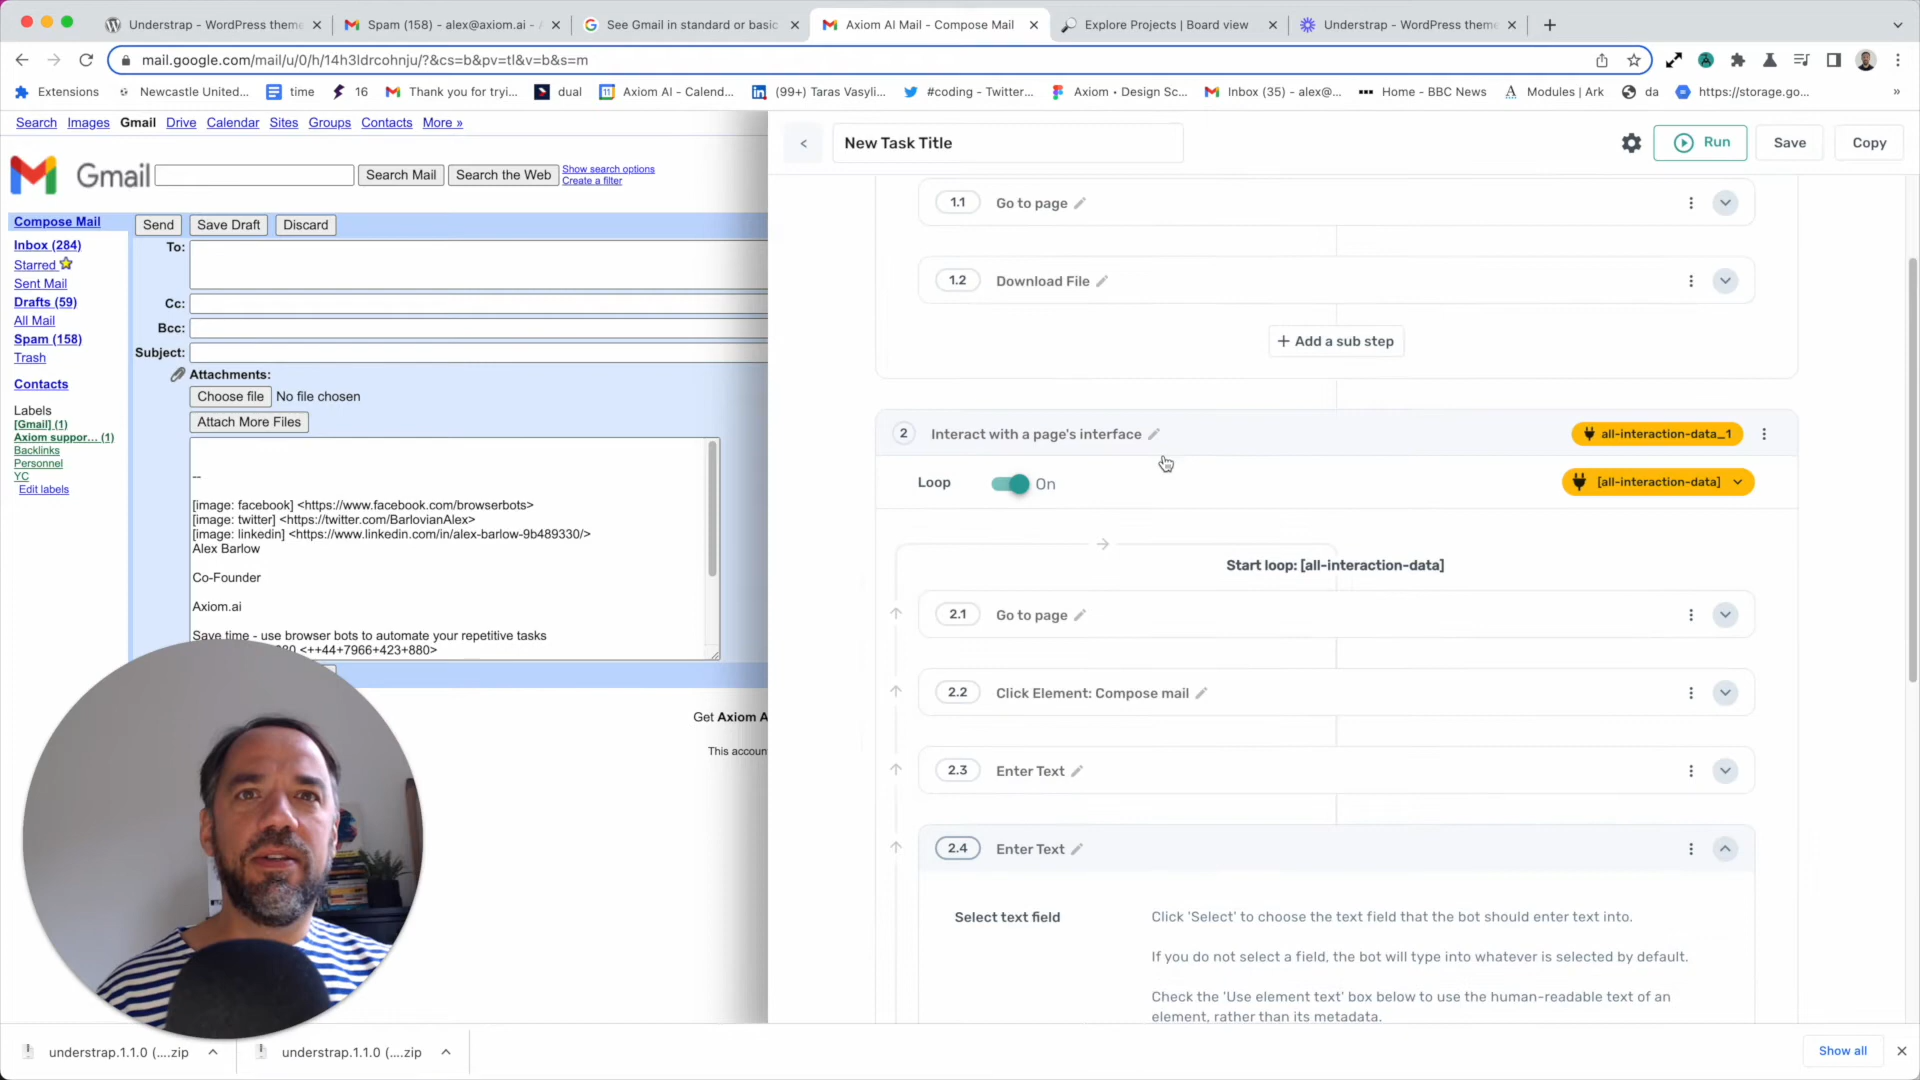 Understrap - WordPress theme
Spam (158) - alex@axiom.ai -
See Gmail in standard or basic
Axiom AI Mail - Compose Mail
Explore Projects | Board view
Understrap - WordPress theme
mail.google.com/mail/u/0/h/14h3ldrcohnju/?&cs=b&pv=tl&v=b&s=m
Extensions
Newcastle United...
time
16
Thank you for tryi...
dual
Axiom AI - Calend...
(99+) Taras Vasyli...
#coding - Twitter...
Axiom • Design Sc...
Inbox (35) - alex@...
Home - BBC News
Modules | Ark
da
https://storage.go...
»
Search Images Gmail Drive Calendar Sites Groups Contacts More »
Gmail
Search Mail
Search the Web
Show search options
Create a filter
Compose Mail
Inbox (284)
Starred
Sent Mail
Drafts (59)
All Mail
Spam (158)
Trash
Contacts
Labels
[Gmail] (1)
Axiom suppor... (1)
Backlinks
Personnel
YC
Edit labels
Send
Save Draft
Discard
To:
Cc:
Bcc:
Subject:
Attachments:
Choose file No file chosen
Attach More Files
--
[image: facebook] <https://www.facebook.com/browserbots>
[image: twitter] <https://twitter.com/BarlovianAlex>
[image: linkedin] <https://www.linkedin.com/in/alex-barlow-9b489330/>
Alex Barlow
Co-Founder
Axiom.ai
Save time - use browser bots to automate your repetitive tasks
<++44+7966+423+880>
Get Axiom A
This accoun
New Task Title
Run
Save
Copy
1.1 Go to page
1.2 Download File
+ Add a sub step
2 Interact with a page's interface
all-interaction-data_1
Loop On
[all-interaction-data]
Start loop: [all-interaction-data]
2.1 Go to page
2.2 Click Element: Compose mail
2.3 Enter Text
2.4 Enter Text
Select text field
Click 'Select' to choose the text field that the bot should enter text into.
If you do not select a field, the bot will type into whatever is selected by default.
Check the 'Use element text' box below to use the human-readable text of an
element, rather than its metadata.
understrap.1.1.0 (....zip
understrap.1.1.0 (....zip
Show all